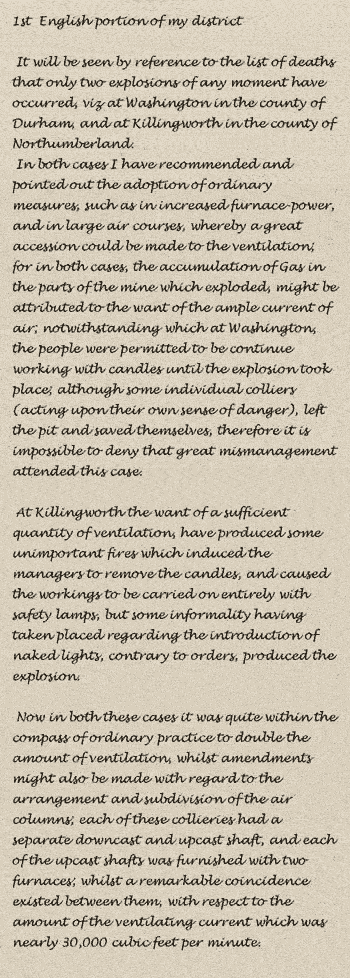 1st English portion of my district
It will be seen by reference to the list of deaths
that only two explosions of any moment have
occurred, viz at Washington in the county of
Durham, and at Killingworth in the county of
Northumberland.
In both cases I have recommended and
pointed out the adoption of ordinary
measures, such as in increased furnace-power,
and in large air courses, whereby a great
accession could be made to the ventilation;
for in both cases, the accumulation of Gas in
the parts of the mine which exploded, might be
attributed to the want of the ample current of
air; notwithstanding which at Washington,
the people were permitted to be continue
working with candles until the explosion took
place; although some individual colliers
(acting upon their own sense of danger), left
the pit and saved themselves, therefore it is
impossible to deny that great mismanagement
attended this case.
At Killingworth the want of a sufficient
quantity of ventilation, have produced some
unimportant fires which induced the
managers to remove the candles, and caused
the workings to be carried on entirely with
safety lamps, but some informality having
taken placed regarding the introduction of
naked lights, contrary to orders, produced the
explosion.
Now in both these cases it was quite within the
compass of ordinary practice to double the
amount of ventilation, whilst amendments
might also be made with regard to the
arrangement and subdivision of the air
columns; each of these collieries had a
separate downcast and upcast shaft, and each
of the upcast shafts was furnished with two
furnaces; whilst a remarkable coincidence
existed between them, with respect to the
amount of the ventilating current which was
nearly 30,000 cubic feet per minute.